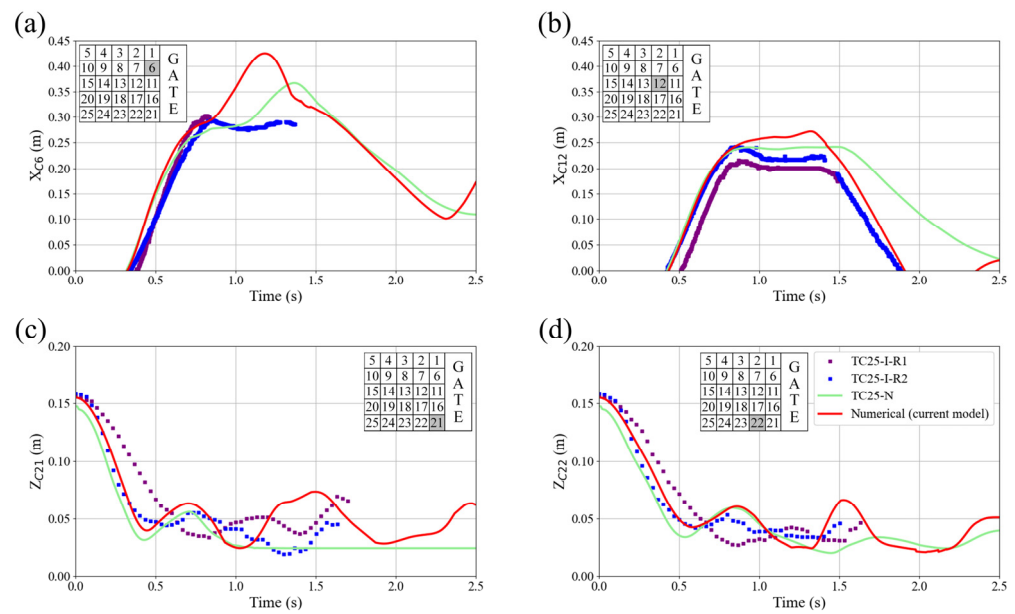 (a)
0.45
0.40
0.35
0.30
0.25
0.20
0.15
0.10
0.05
0.00
X_C6 (m)
5 4 3 2 1
10 9 8 7 6
15 14 13 12 11
20 19 18 17 16
25 24 23 22 21
G
A
T
E
0.0 0.5 1.0 1.5 2.0 2.5
Time (s)
(b)
0.45
0.40
0.35
0.30
0.25
0.20
0.15
0.10
0.05
0.00
X_C12 (m)
5 4 3 2 1
10 9 8 7 6
15 14 13 12 11
20 19 18 17 16
25 24 23 22 21
G
A
T
E
0.0 0.5 1.0 1.5 2.0 2.5
Time (s)
(c)
0.20
0.15
0.10
0.05
0.00
Z_C21 (m)
5 4 3 2 1
10 9 8 7 6
15 14 13 12 11
20 19 18 17 16
25 24 23 22 21
G
A
T
E
0.0 0.5 1.0 1.5 2.0 2.5
Time (s)
(d)
0.20
0.15
0.10
0.05
0.00
Z_C22 (m)
5 4 3 2 1
10 9 8 7 6
15 14 13 12 11
20 19 18 17 16
25 24 23 22 21
G
A
T
E
TC25-I-R1
TC25-I-R2
TC25-N
Numerical (current model)
0.0 0.5 1.0 1.5 2.0 2.5
Time (s)